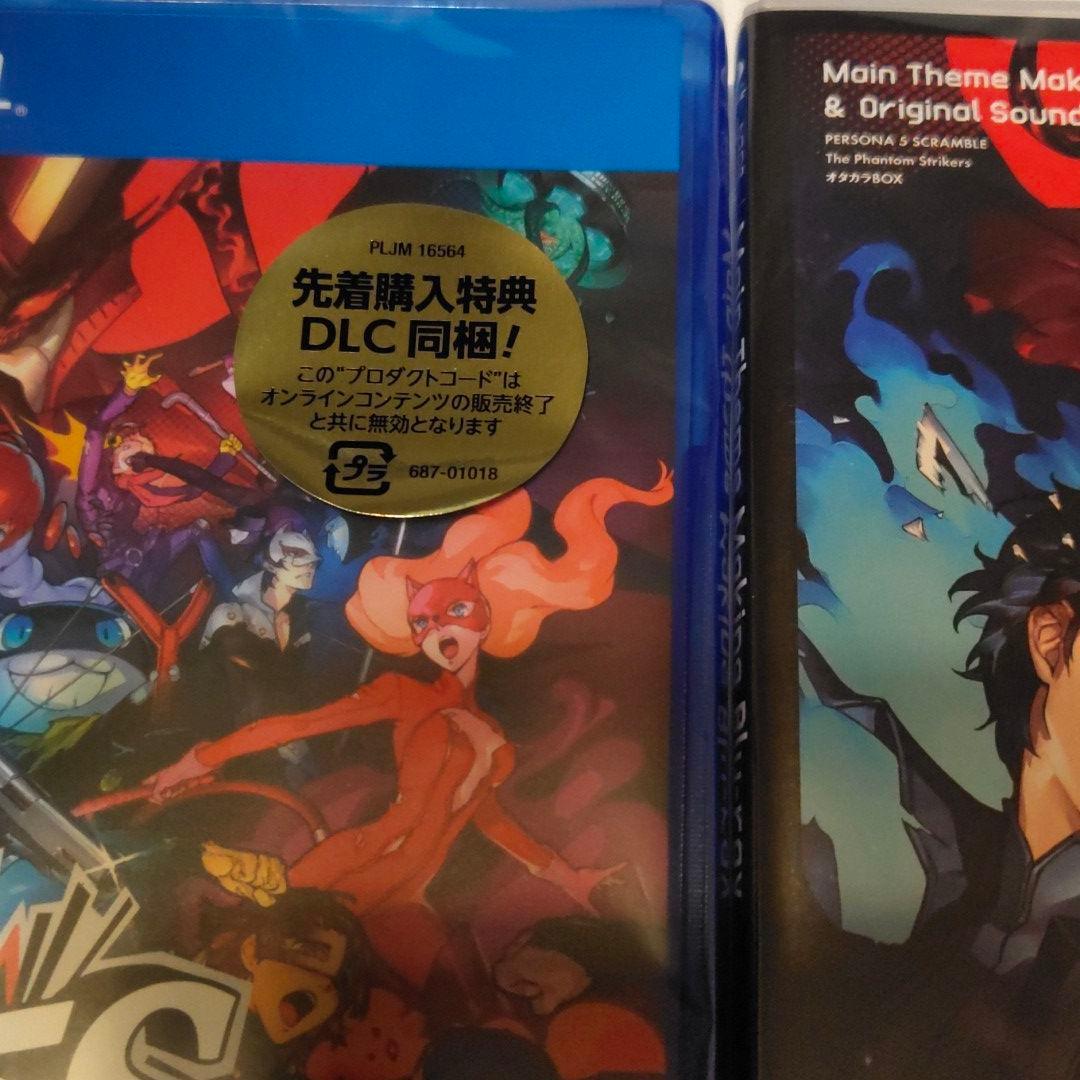 PLJM 16564
先着購入特典
DLC 同梱!
この"プロダクトコード"は
オンラインコンテンツの販売終了
と共に無効となります
プラ 687-01018
Main Theme Mak
& Original Sound
PERSONA 5 SCRAMBLE
The Phantom Strikers
オタカラBOX